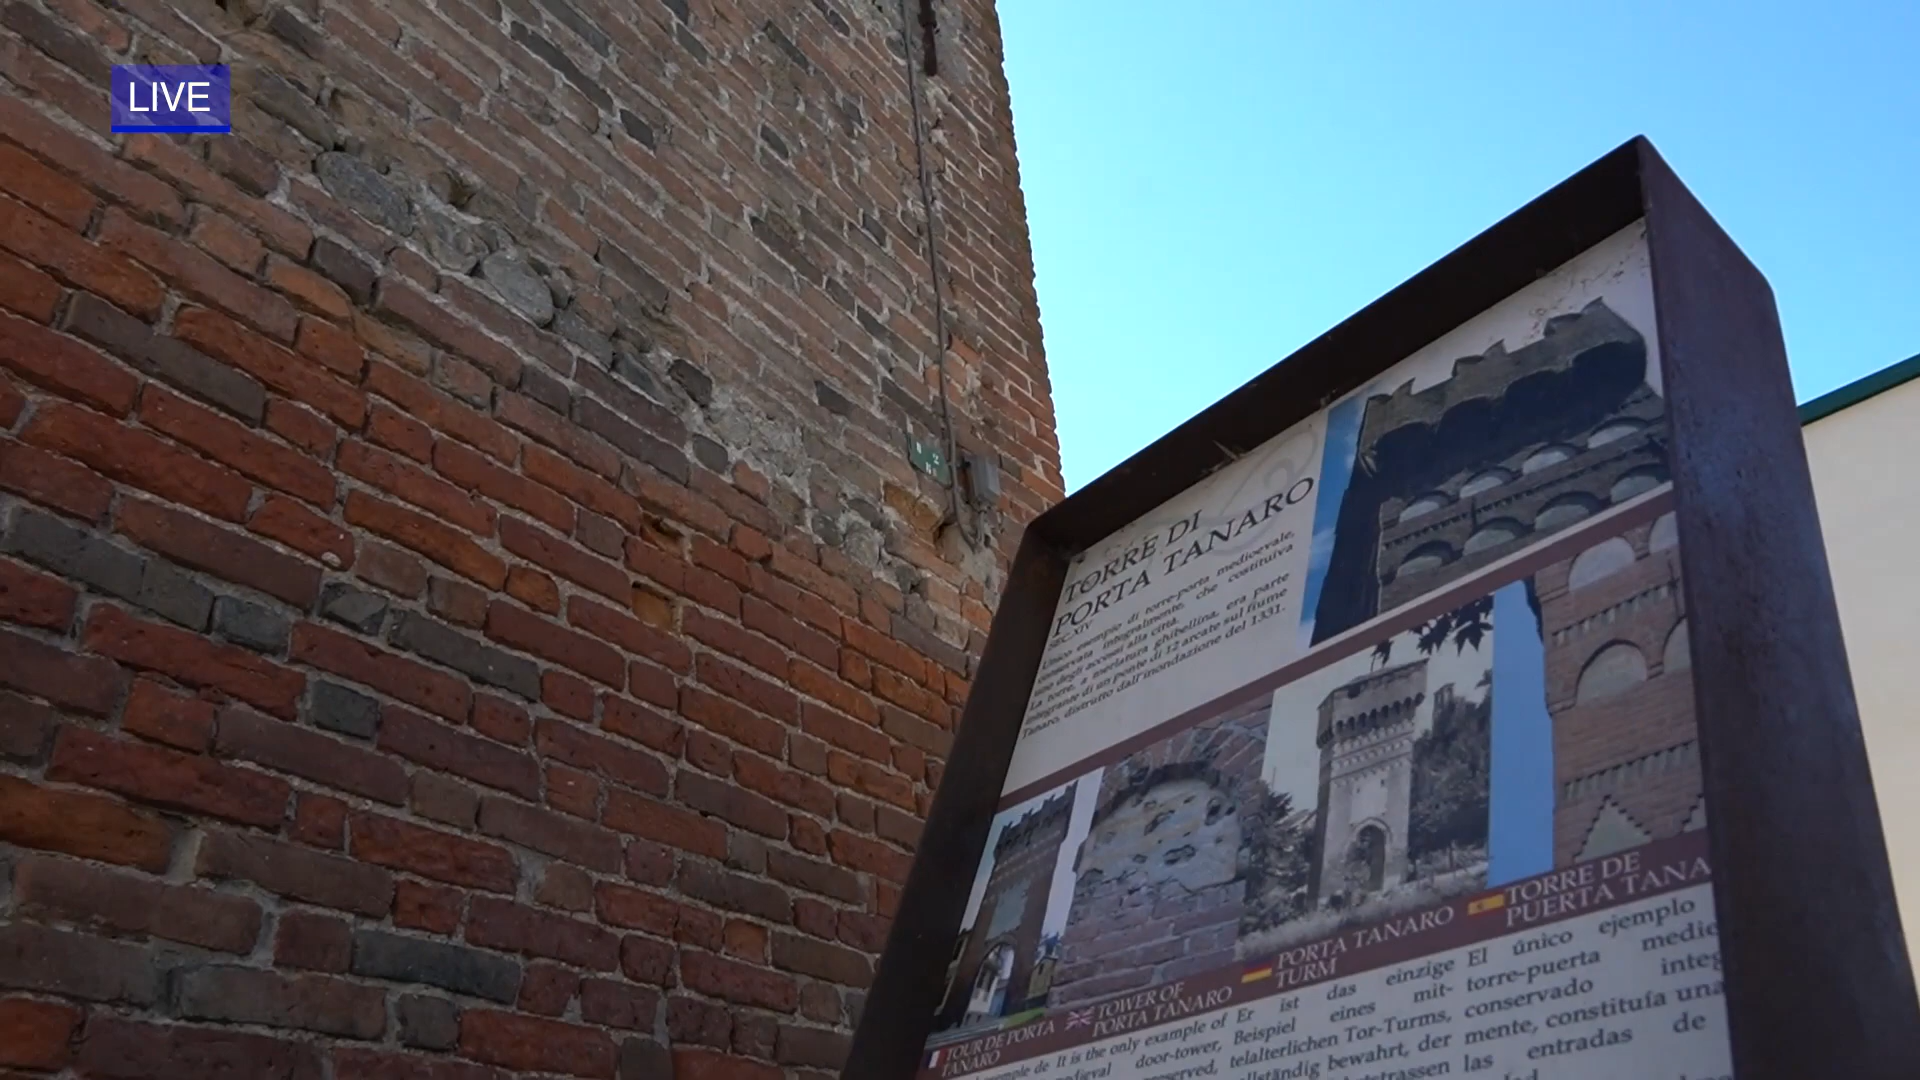 LIVE
TORRE DI
PORTA TANARO
SEC. XIV
Unico esempio di torre-porta medioevale,
conservata integralmente, che costituiva
uno degli accessi alla città.
La torre, a merlatura ghibellina, era parte
integrante di un ponte di 12 arcate sul fiume
Tanaro, distrutto dall'inondazione del 1331.
TOUR DE PORTA
TANARO
TOWER OF
PORTA TANARO
PORTA TANARO
TURM
TORRE DE
PUERTA TANA
de
It is the only example of
door-tower,
Er ist das einzige
Beispiel eines mit-
telalterlichen Tor-Turms,
bewahrt, der
El único ejemplo
torre-puerta medie
conservado integ
mente, constituía una
las entradas de